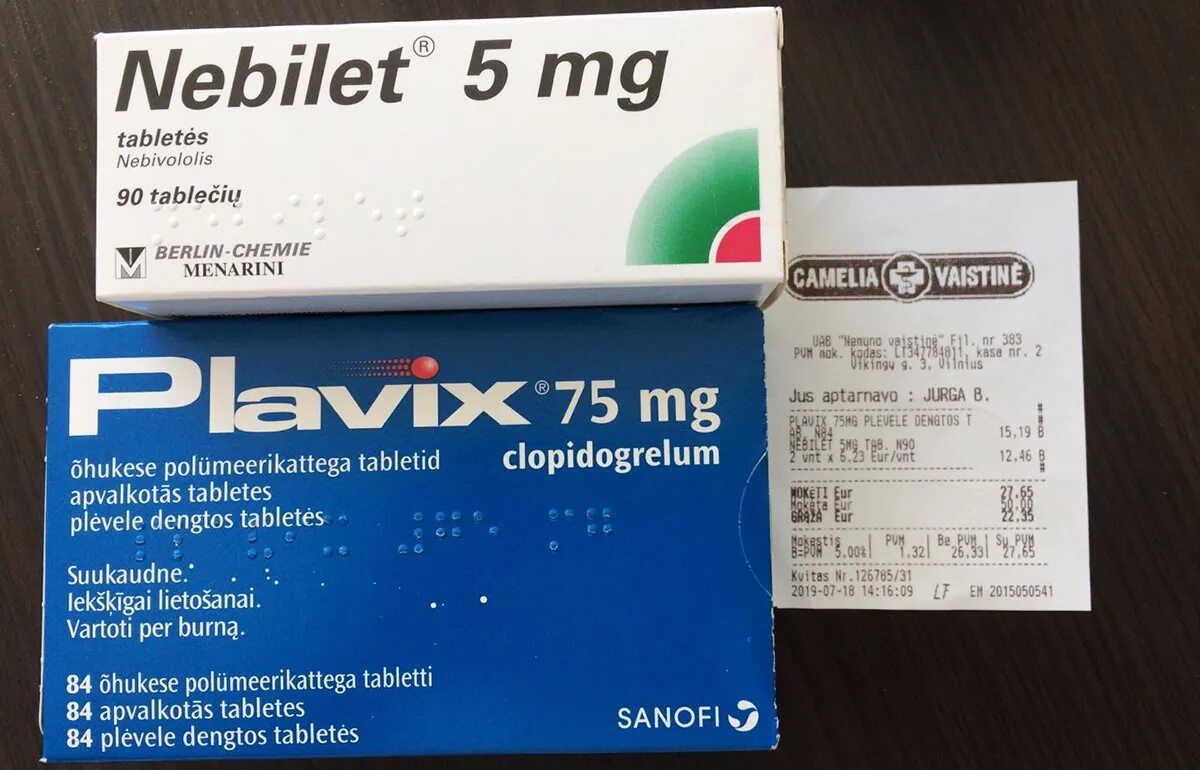 Nebilet® 5 mg
tabletės
Nebivololis
90 tablečių
BERLIN-CHEMIE
MENARINI
Plavix® 75 mg
clopidogrelum
õhukese polümeerikattega tabletid
apvalkotās tabletes
plėvele dengtos tabletės
Suukaudne.
Iekšķīgai lietošanai.
Vartoti per burną.
84 õhukese polümeerikattega tabletti
84 apvalkotās tabletes
84 plėvele dengtos tabletės
SANOFI
CAMELIA VAISTINĖ
UAB "Nemuno vaistinė" Fil. nr 383
PVM mok. kodas: LT342784811, kasa nr. 2
Vikingų g. 3, Vilnius
Jus aptarnavo : JURGA B.
PLAVIX 75MG PLEVELE DENGTOS T
AB. N84 15,19 B
NEBILET 5MG TAB. N90
2 vnt x 6.23 Eur/vnt 12,46 B
MOKĖTI Eur 27,65
Mokėta Eur 50,00
GRĄŽA Eur 22,35
Mokestis PVM Be PVM Su PVM
B=PVM 5.00% 1.32 26.33 27.65
Kvitas Nr.126785/31
2019-07-18 14:16:09 LF EM 2015050541